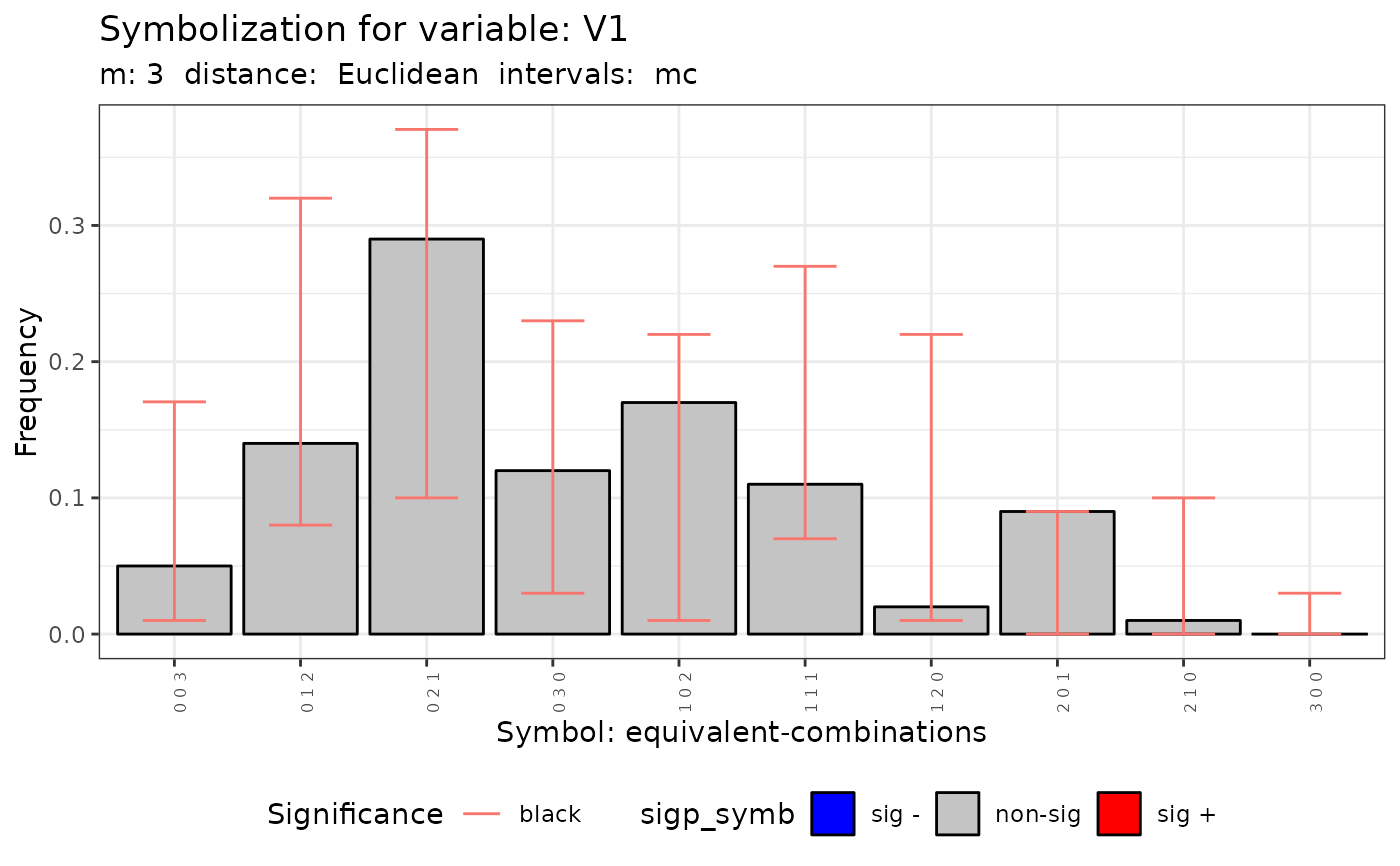 Symbolization for variable: V1
m: 3 distance: Euclidean intervals: mc
Frequency
0.3
0.2
0.1
0.0
0 0 3
0 1 2
0 2 1
0 3 0
1 0 2
1 1 1
1 2 0
2 0 1
2 1 0
3 0 0
Symbol: equivalent-combinations
Significance black sigp_symb sig - non-sig sig +